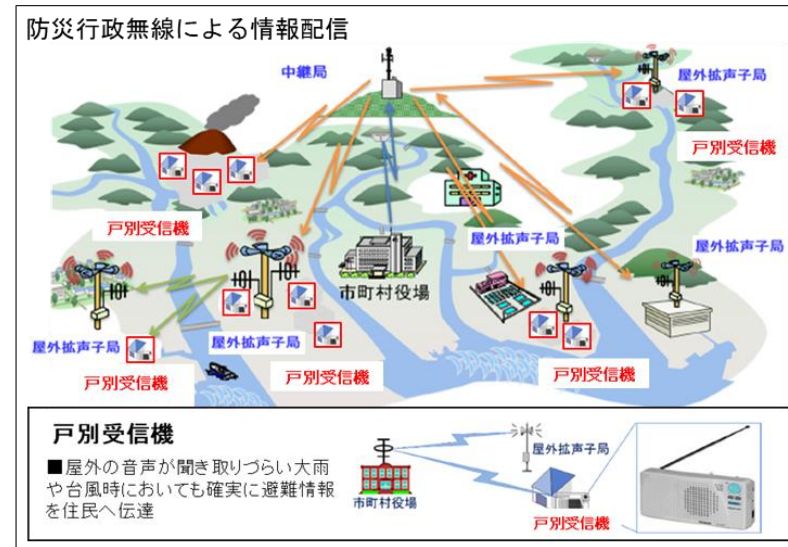 防災行政無線による情報配信
中継局
屋外拡声子局
戸別受信機
戸別受信機
屋外拡声子局
屋外拡声子局
市町村役場
屋外拡声子局
屋外拡声子局
戸別受信機
戸別受信機
戸別受信機
戸別受信機
■屋外の音声が聞き取りづらい大雨
や台風時においても確実に避難情報
を住民へ伝達
屋外拡声子局
市町村役場
戸別受信機